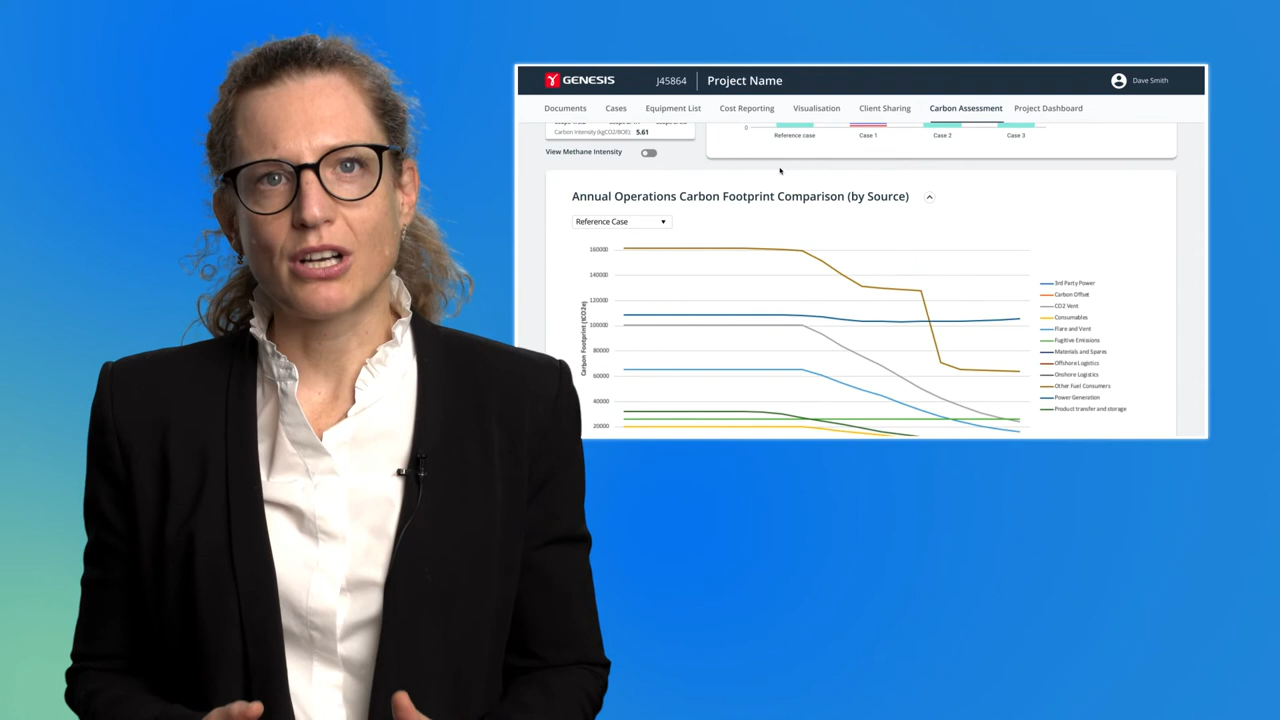 GENESIS
J45864
Project Name
Dave Smith
Documents
Cases
Equipment List
Cost Reporting
Visualisation
Client Sharing
Carbon Assessment
Project Dashboard
Carbon Intensity (kgCO2/BOE): 5.61
0
Reference case
Case 1
Case 2
Case 3
View Methane Intensity
Annual Operations Carbon Footprint Comparison (by Source)
Reference Case
Carbon Footprint (tCO2e)
160000
140000
120000
100000
80000
60000
40000
20000
3rd Party Power
Carbon Offset
CO2 Vent
Consumables
Flare and Vent
Fugitive Emissions
Materials and Spares
Offshore Logistics
Onshore Logistics
Other Fuel Consumers
Power Generation
Product transfer and storage